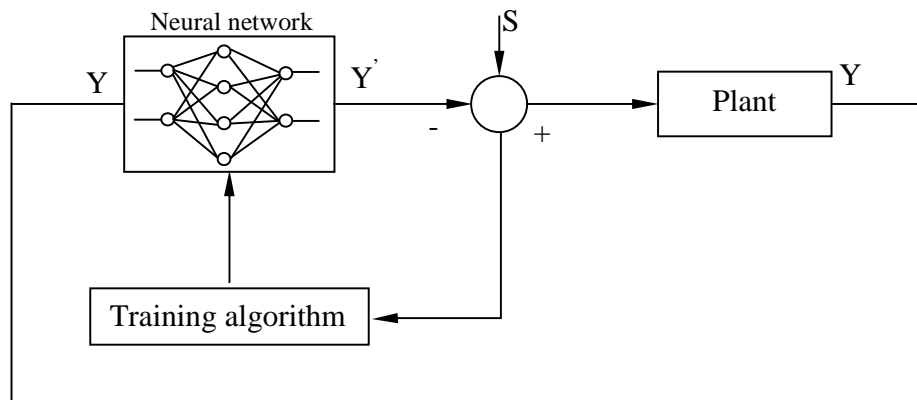 Neural network
S
Y
Y’
Plant
Y
-
+
Training algorithm